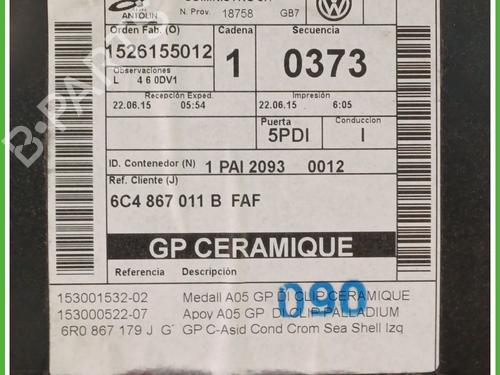 ANTOLIN
N. Prov. 18758 GB7
Orden Fab. (O) Cadena Secuencia
1526155012 1 0373
Observaciones
L 4 6 0DV1
Recepción Exped. Impresión
22.06.15 05:54 22.06.15 6:05
Puerta Conduccion
5PDI I
ID. Contenedor (N) 1 PAI 2093 0012
Ref. Cliente (J)
6C4 867 011 B FAF
GP CERAMIQUE
Referencia Descripción
090
153001532-02 Medall A05 GP DI CLIP CERAMIQUE
153000522-07 Apoy A05 GP DI CLIP PALLADIUM
6R0 867 179 J G GP C-Asid Cond Crom Sea Shell Izq
B-PARTS